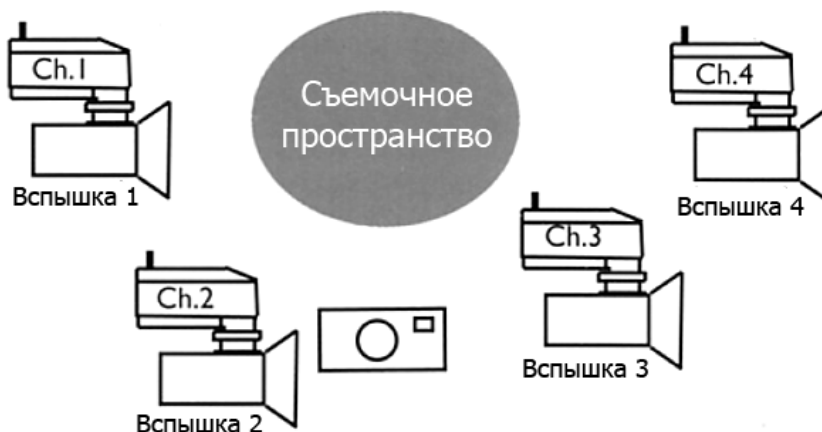 Ch.1
Съемочное
пространство
Ch.4
Вспышка 1
Вспышка 4
Ch.3
Ch.2
Вспышка 3
Вспышка 2